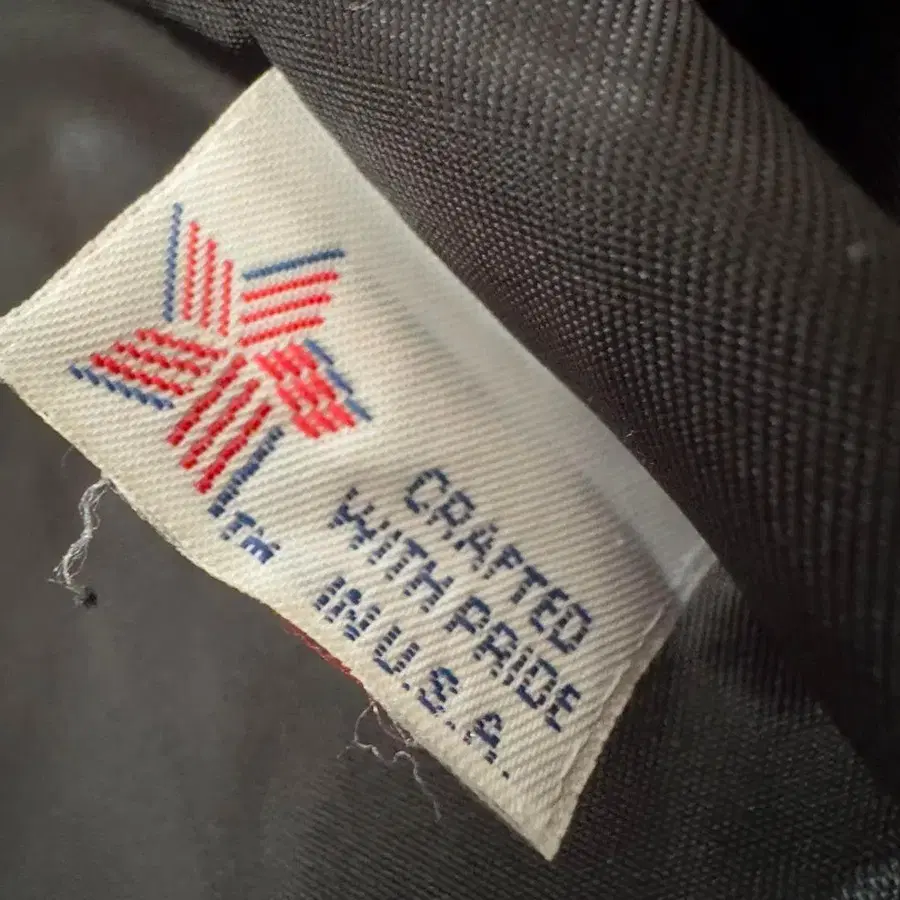 TM
CRAFTED
WITH PRIDE
IN U.S.A.